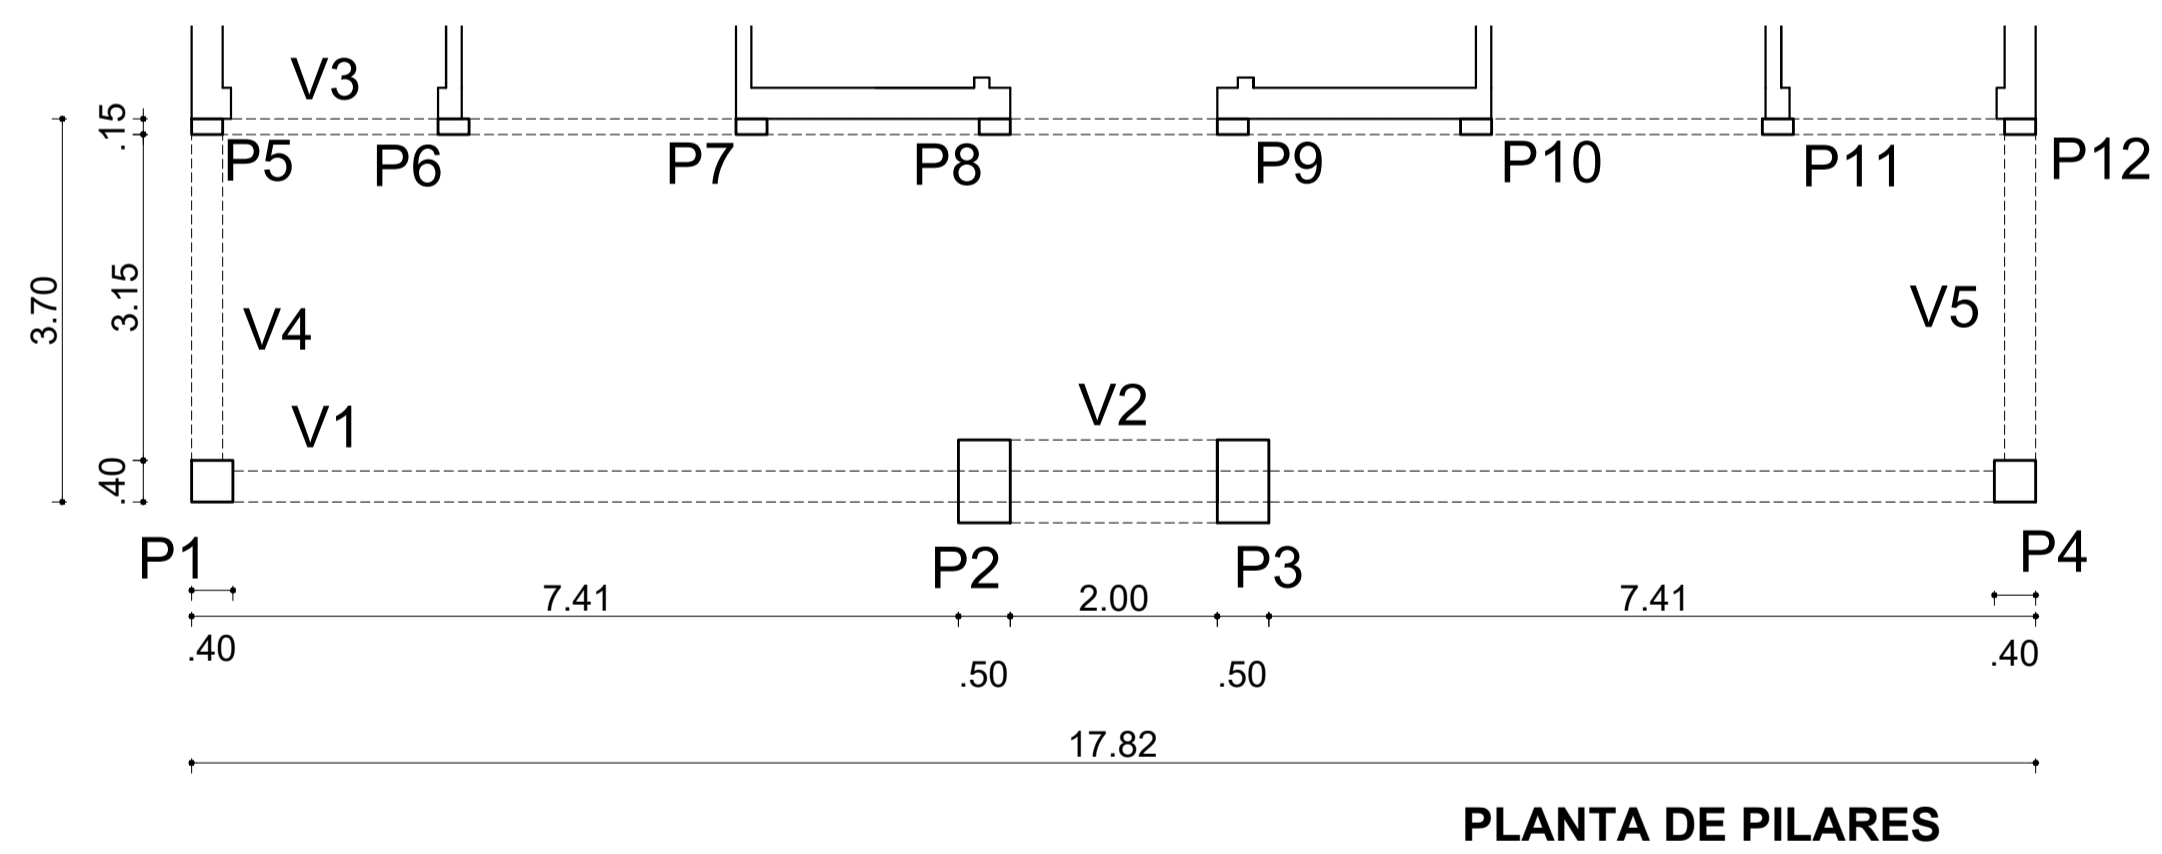 V3
.15
P5
P6
P7
P8
P9
P10
P11
P12
3.70
3.15
V4
V5
V2
V1
.40
P1
P2
P3
P4
7.41
2.00
7.41
.40
.50
.50
.40
17.82
PLANTA DE PILARES